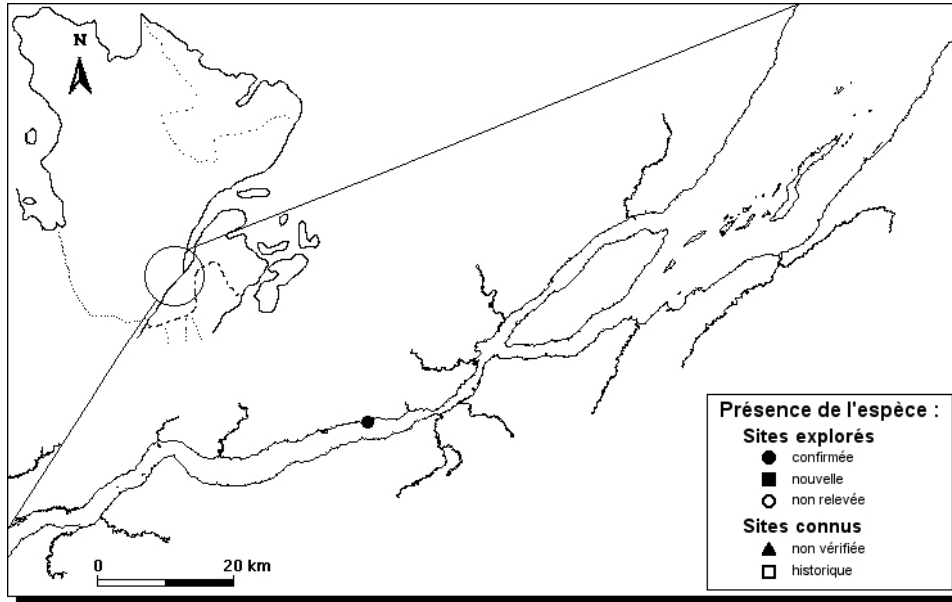 N
Présence de l'espèce :
Sites explorés
confirmée
nouvelle
non relevée
Sites connus
non vérifiée
historique
0 20 km